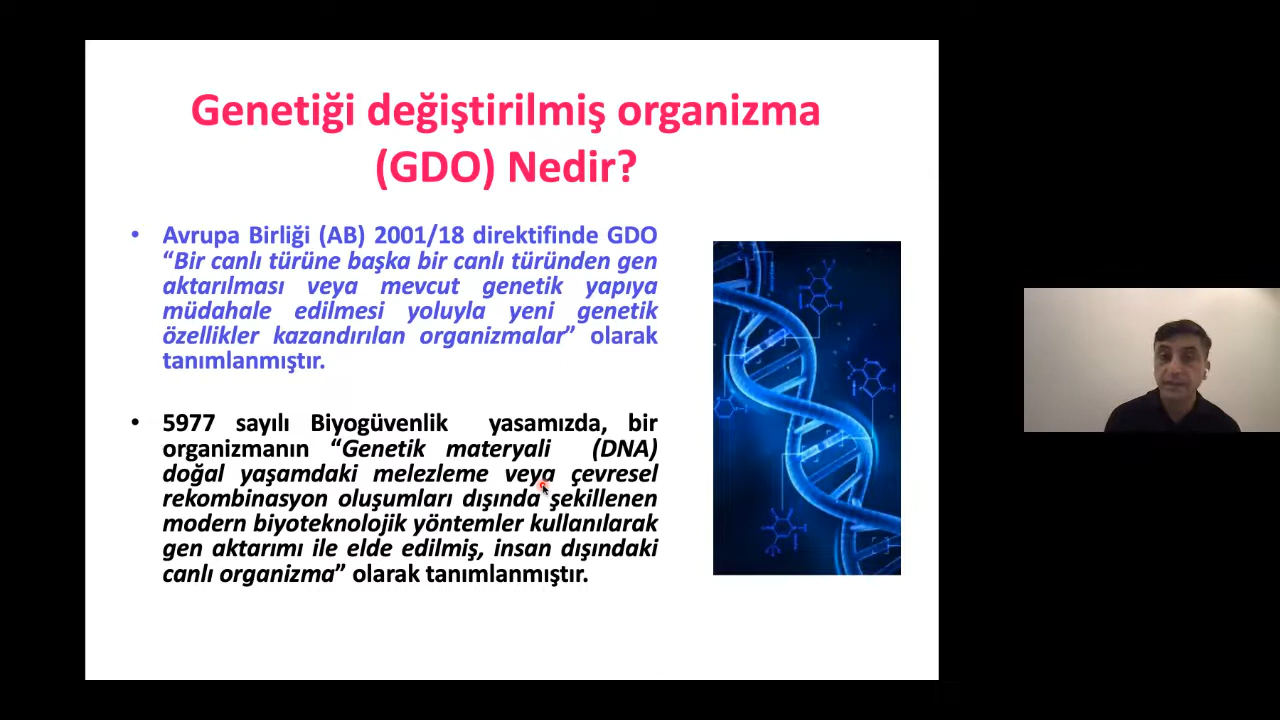 Genetiği değiştirilmiş organizma
(GDO) Nedir?
• Avrupa Birliği (AB) 2001/18 direktifinde GDO
“Bir canlı türüne başka bir canlı türünden gen
aktarılması veya mevcut genetik yapıya
müdahale edilmesi yoluyla yeni genetik
özellikler kazandırılan organizmalar” olarak
tanımlanmıştır.
• 5977 sayılı Biyogüvenlik yasamızda, bir
organizmanın “Genetik materyali (DNA)
doğal yaşamdaki melezleme veya çevresel
rekombinasyon oluşumları dışında şekillenen
modern biyoteknolojik yöntemler kullanılarak
gen aktarımı ile elde edilmiş, insan dışındaki
canlı organizma” olarak tanımlanmıştır.